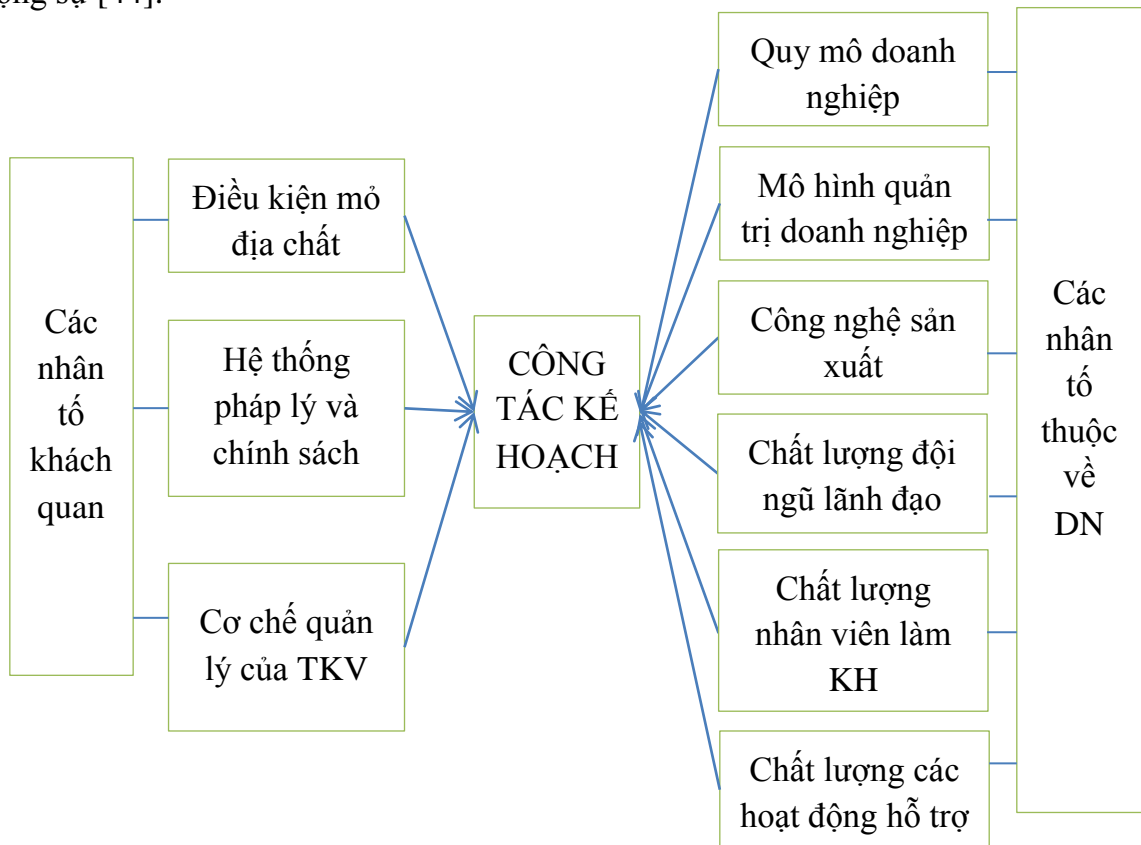 Các
nhân
tố
khách
quan
Điều kiện mỏ
địa chất
Hệ thống
pháp lý và
chính sách
Cơ chế quản
lý của TKV
CÔNG
TÁC KẾ
HOẠCH
Quy mô doanh
nghiệp
Mô hình quản
trị doanh nghiệp
Công nghệ sản
xuất
Chất lượng đội
ngũ lãnh đạo
Chất lượng
nhân viên làm
KH
Chất lượng các
hoạt động hỗ trợ
Các
nhân
tố
thuộc
về
DN